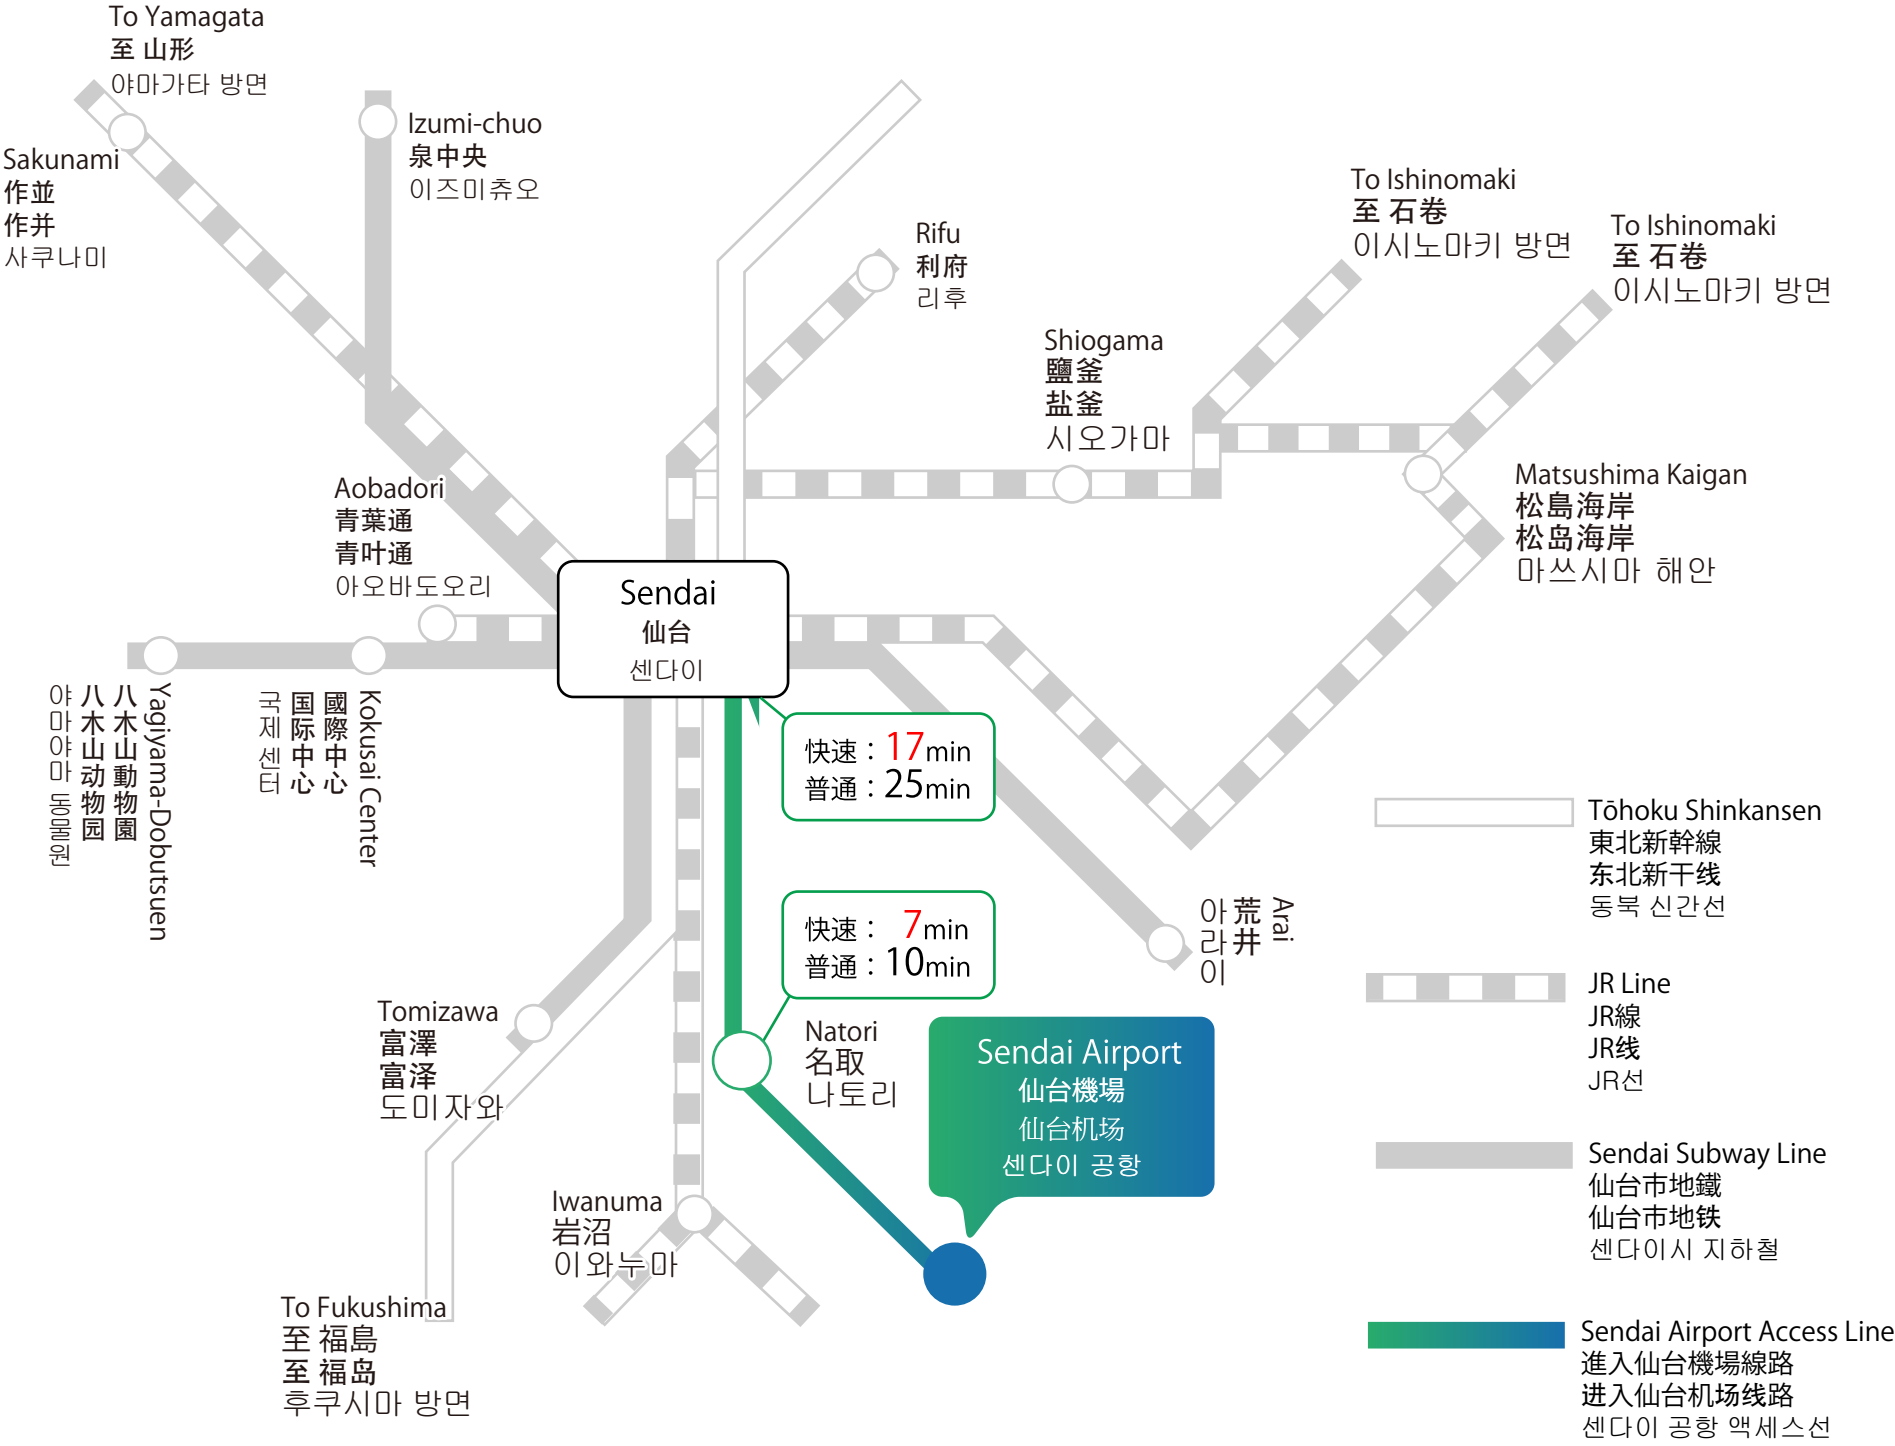 To Yamagata
至 山形
야마가타 방면
Sakunami
作並
作并
사쿠나미
Izumi-chuo
泉中央
이즈미츄오
Rifu
利府
리후
To Ishinomaki
至 石巻
이시노마키 방면
To Ishinomaki
至 石巻
이시노마키 방면
Shiogama
鹽釜
盐釜
시오가마
Matsushima Kaigan
松島海岸
松岛海岸
마쓰시마 해안
Aobadori
青葉通
青叶通
아오바도오리
Sendai
仙台
센다이
Yagiyama-Dobutsuen
八木山動物園
八木山动物园
야마야마 동물원
Kokusai Center
國際中心
国际中心
국제 센터
快速：17min
普通：25min
快速：7min
普通：10min
Arai
荒井
아라이
Tomizawa
富澤
富泽
도미자와
Natori
名取
나토리
Sendai Airport
仙台機場
仙台机场
센다이 공항
Iwanuma
岩沼
이와누마
To Fukushima
至 福島
至 福岛
후쿠시마 방면
Tōhoku Shinkansen
東北新幹線
东北新干线
동북 신간선
JR Line
JR線
JR线
JR선
Sendai Subway Line
仙台市地鐵
仙台市地铁
센다이시 지하철
Sendai Airport Access Line
進入仙台機場線路
进入仙台机场线路
센다이 공항 액세스선